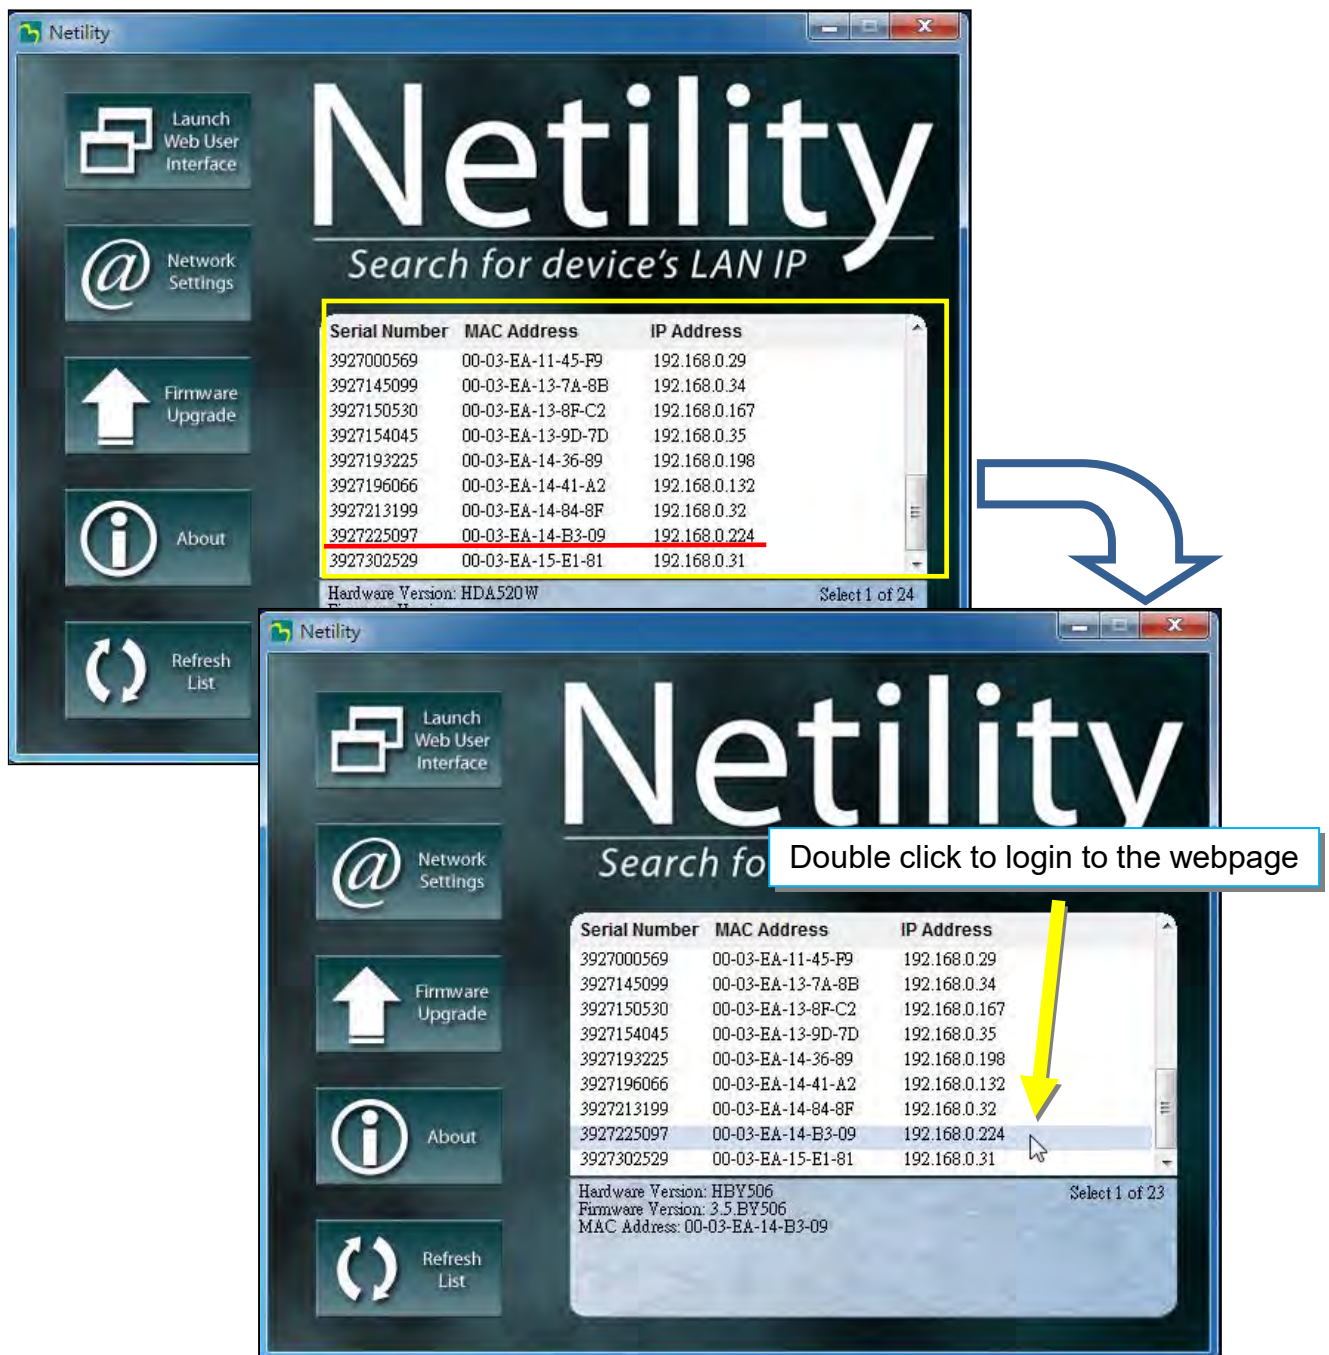 Netility
Launch
Web User
Interface
Network
Settings
Firmware
Upgrade
About
Refresh
List
Netility
Search for device's LAN IP
Serial Number MAC Address IP Address
3927000569 00-03-EA-11-45-F9 192.168.0.29
3927145099 00-03-EA-13-7A-8B 192.168.0.34
3927150530 00-03-EA-13-8F-C2 192.168.0.167
3927154045 00-03-EA-13-9D-7D 192.168.0.35
3927193225 00-03-EA-14-36-89 192.168.0.198
3927196066 00-03-EA-14-41-A2 192.168.0.132
3927213199 00-03-EA-14-84-8F 192.168.0.32
3927225097 00-03-EA-14-B3-09 192.168.0.224
3927302529 00-03-EA-15-E1-81 192.168.0.31
Hardware Version: HDA520W Select 1 of 24
Netility
Launch
Web User
Interface
Network
Settings
Firmware
Upgrade
About
Refresh
List
Netility
Search fo
Double click to login to the webpage
Serial Number MAC Address IP Address
3927000569 00-03-EA-11-45-F9 192.168.0.29
3927145099 00-03-EA-13-7A-8B 192.168.0.34
3927150530 00-03-EA-13-8F-C2 192.168.0.167
3927154045 00-03-EA-13-9D-7D 192.168.0.35
3927193225 00-03-EA-14-36-89 192.168.0.198
3927196066 00-03-EA-14-41-A2 192.168.0.132
3927213199 00-03-EA-14-84-8F 192.168.0.32
3927225097 00-03-EA-14-B3-09 192.168.0.224
3927302529 00-03-EA-15-E1-81 192.168.0.31
Hardware Version: HBY506 Select 1 of 23
Firmware Version: 3.5.BY506
MAC Address: 00-03-EA-14-B3-09